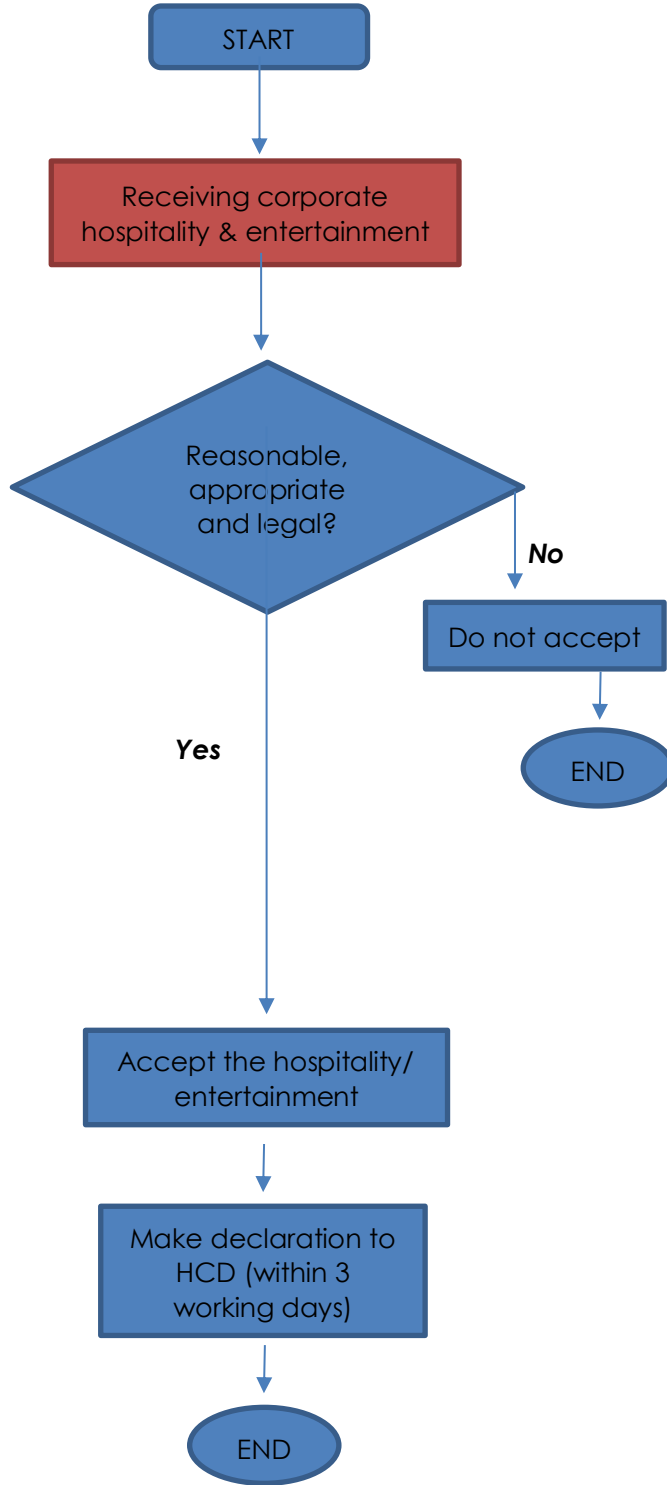 START
Receiving corporate
hospitality & entertainment
Reasonable,
appropriate
and legal?
No
Do not accept
Yes
END
Accept the hospitality/
entertainment
Make declaration to
HCD (within 3
working days)
END